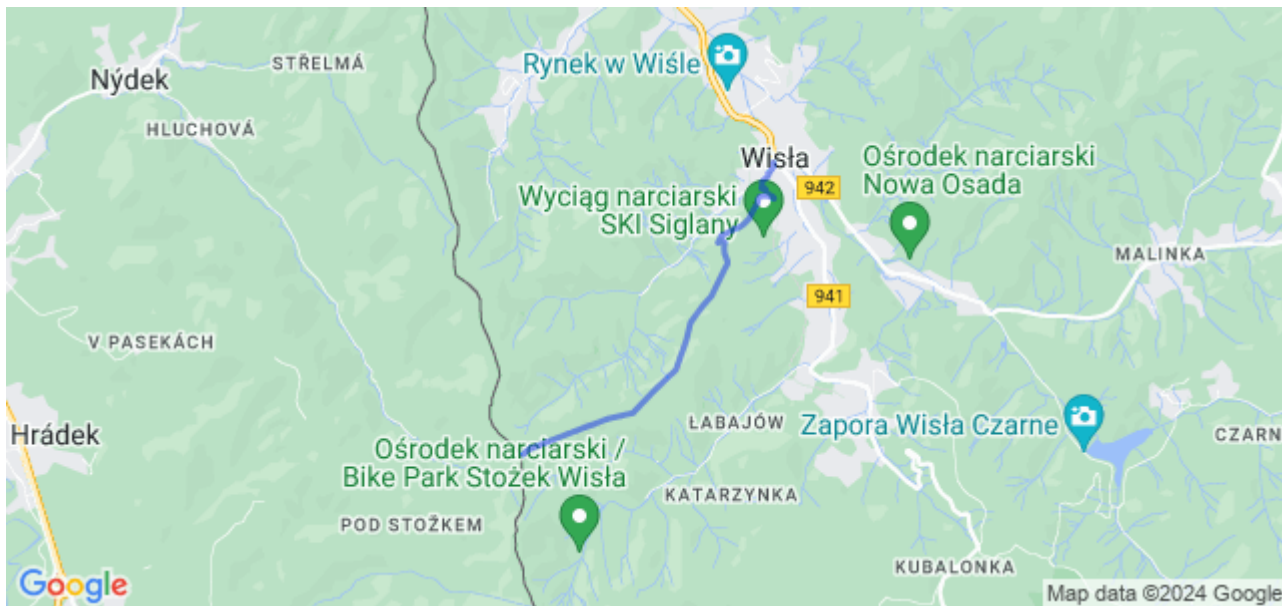 STŘELMÁ
Nýdek
HLUCHOVÁ
Rynek w Wiśle
Wisła
942
Ośrodek narciarski
Nowa Osada
Wyciąg narciarski
SKI Siglany
MALINKA
941
V PASEKÁCH
Hrádek
ŁABAJÓW
Zapora Wisła Czarne
CZARN
Ośrodek narciarski /
Bike Park Stożek Wisła
KATARZYNKA
POD STOŽKEM
KUBALONKA
Google
Map data ©2024 Google